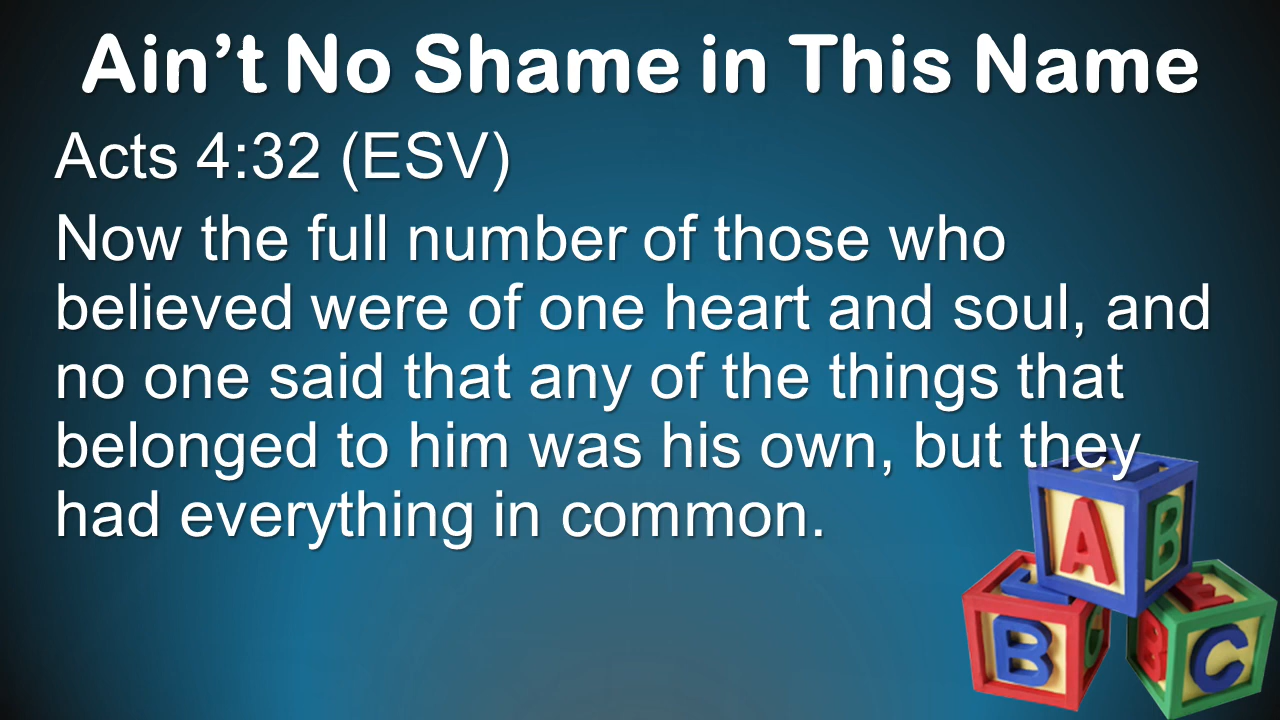 Ain’t No Shame in This Name
Acts 4:32 (ESV)
Now the full number of those who
believed were of one heart and soul, and
no one said that any of the things that
belonged to him was his own, but they
had everything in common.
A B
B
B C